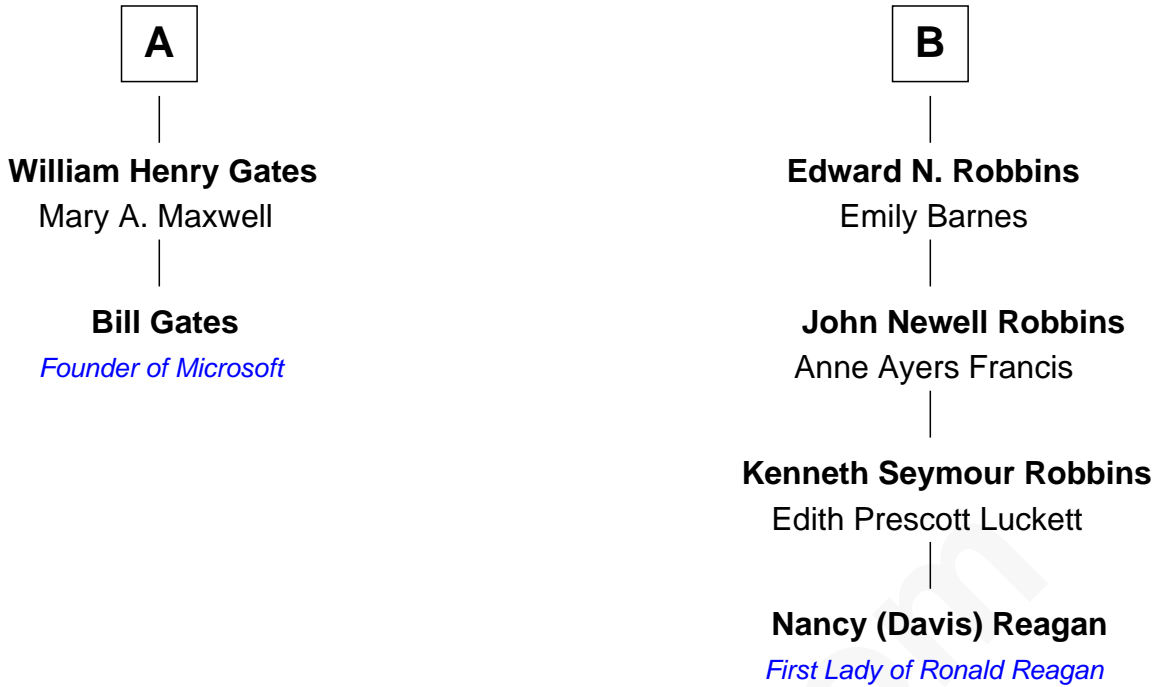 A
William Henry Gates
Mary A. Maxwell
Bill Gates
Founder of Microsoft
B
Edward N. Robbins
Emily Barnes
John Newell Robbins
Anne Ayers Francis
Kenneth Seymour Robbins
Edith Prescott Luckett
Nancy (Davis) Reagan
First Lady of Ronald Reagan